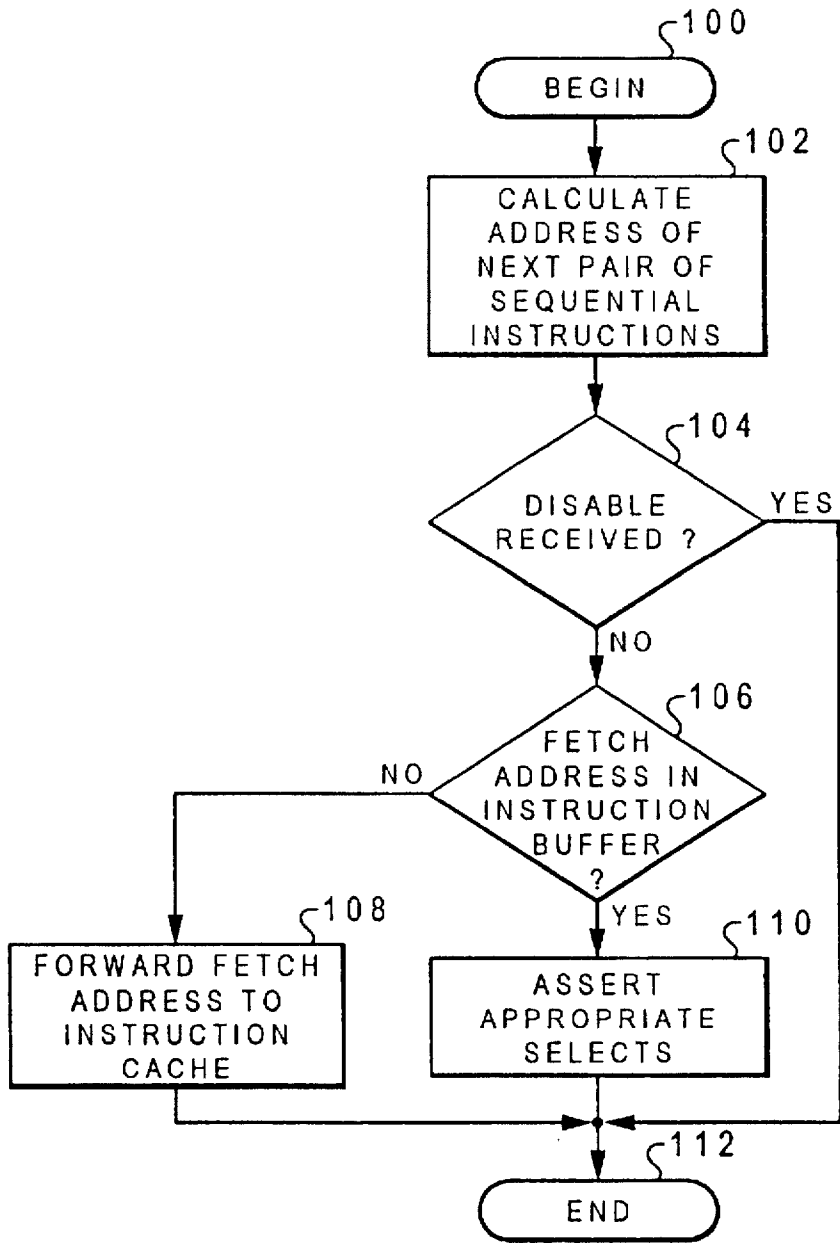 100
BEGIN
102
CALCULATE
ADDRESS OF
NEXT PAIR OF
SEQUENTIAL
INSTRUCTIONS
104
DISABLE
RECEIVED ?
YES
NO
106
FETCH
ADDRESS IN
INSTRUCTION
BUFFER
?
NO
YES
108
FORWARD FETCH
ADDRESS TO
INSTRUCTION
CACHE
110
ASSERT
APPROPRIATE
SELECTS
112
END